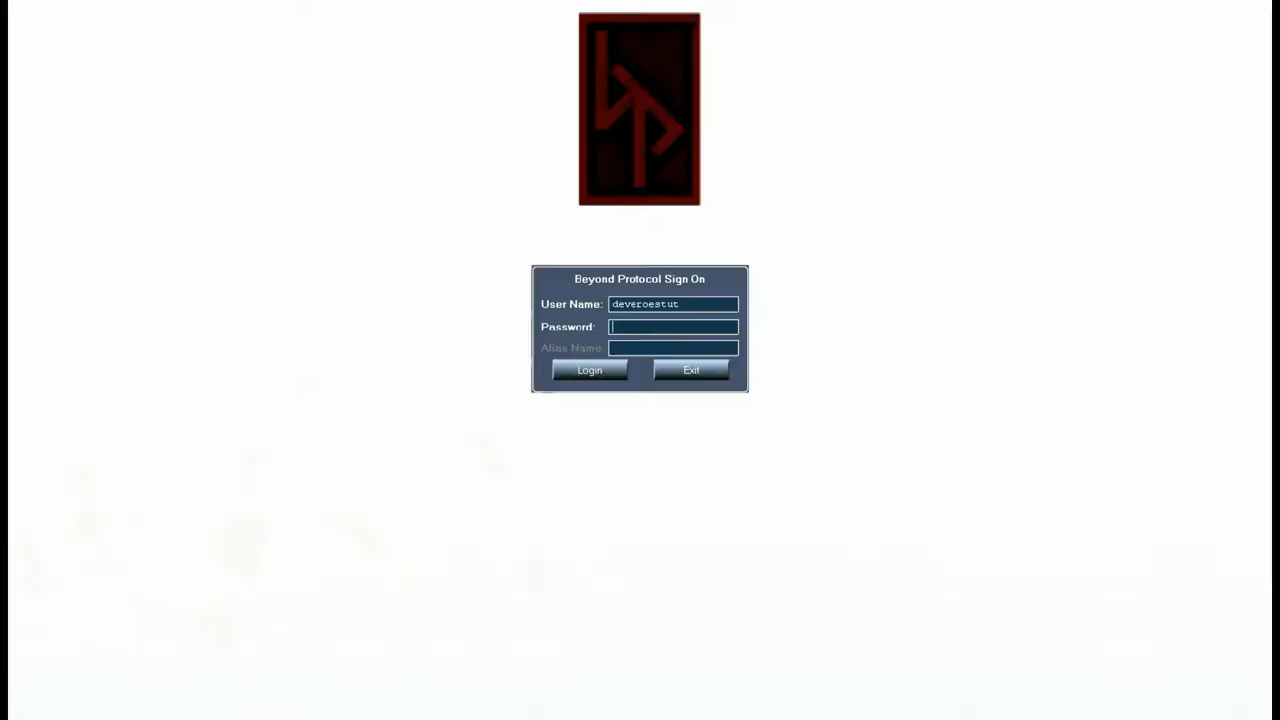 Beyond Protocol Sign On
User Name: deveroestut
Password:
Alias Name
Login Exit